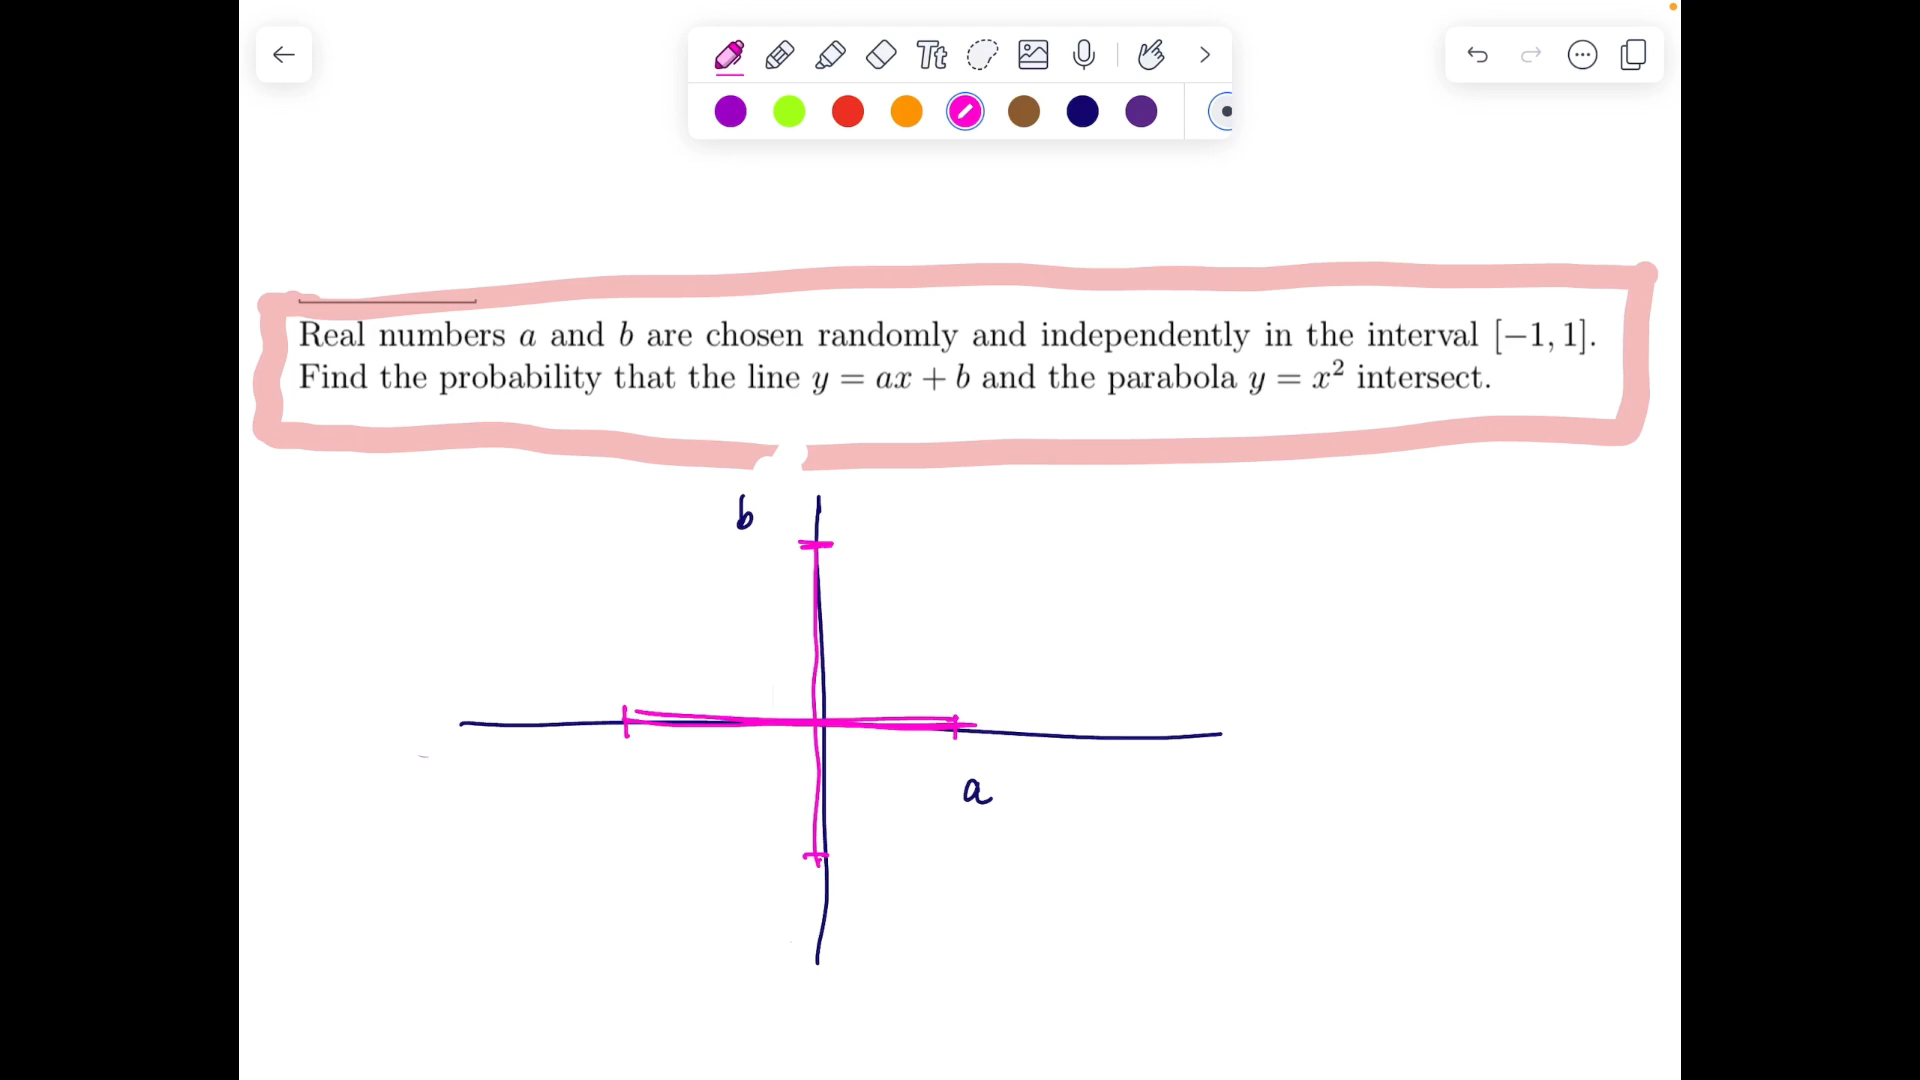 Tt
Real numbers a and b are chosen randomly and independently in the interval [−1, 1].
Find the probability that the line y = ax + b and the parabola y = x² intersect.
b
a